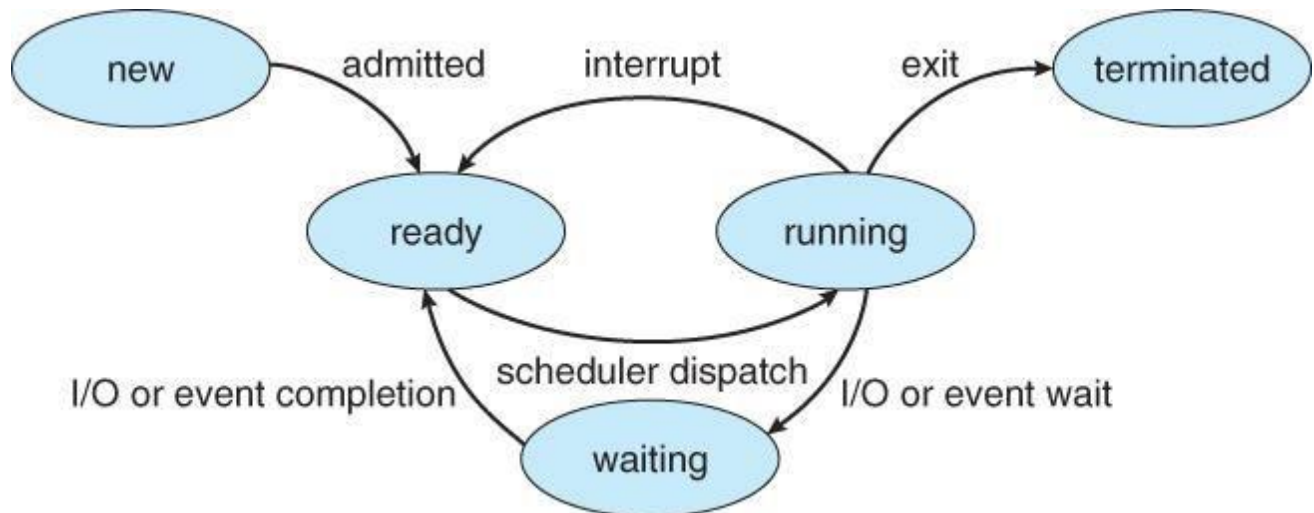 new
admitted
interrupt
exit
terminated
ready
running
I/O or event completion
scheduler dispatch
I/O or event wait
waiting